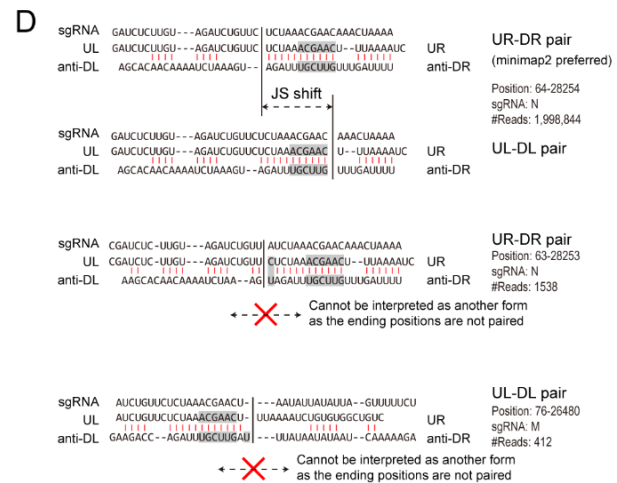 D
sgRNA GAUCUCUUGU---AGAUCUGUUC UCUAAACGAACAAACUAAAA
UL GAUCUCUUGU---AGAUCUGUUC UCUAAACGAACU--UUAAAAUC UR
anti-DL AGCACAACAAAAUCUAAAGU AGAUUUGCUUGUUUGAUUUU anti-DR
UR-DR pair
(minimap2 preferred)
Position: 64-28254
sgRNA: N
#Reads: 1,998,844
JS shift
sgRNA GAUCUCUUGU---AGAUCUGUUCUCUAAACGAAC AAACUAAAA
UL GAUCUCUUGU---AGAUCUGUUCUCUAAACGAAC U--UUAAAAUC UR
anti-DL AGCACAACAAAAUCUAAAGU--AGAUUUGCUUG UUUGAUUUU anti-DR
UL-DL pair
sgRNA CGAUCUC-UUGU---AGAUCUGUU AUCUAAACGAACAAACUAAAA
UL CGAUCUC-UUGU---AGAUCUGUU CUCUAAACGAACU--UUAAAAUC UR
anti-DL AAGCACAACAAAAUCUAA--AG UAGAUUUGCUUGUUUGAUUUU anti-DR
UR-DR pair
Position: 63-28253
sgRNA: N
#Reads: 1538
Cannot be interpreted as another form
as the ending positions are not paired
sgRNA AUCUGUUCUCUAAACGAACU---AAUAUUAUAUUA-GUUUUUCU
UL AUCUGUUCUCUAAACGAACU- UUAAAAUCUGUGUGGCUGUC UR
anti-DL GAAGACC--AGAUUUGCUUGAU UUAUAAUAUAAU--CAAAAAGA anti-DR
UL-DL pair
Position: 76-26480
sgRNA: M
#Reads: 412
Cannot be interpreted as another form
as the ending positions are not paired